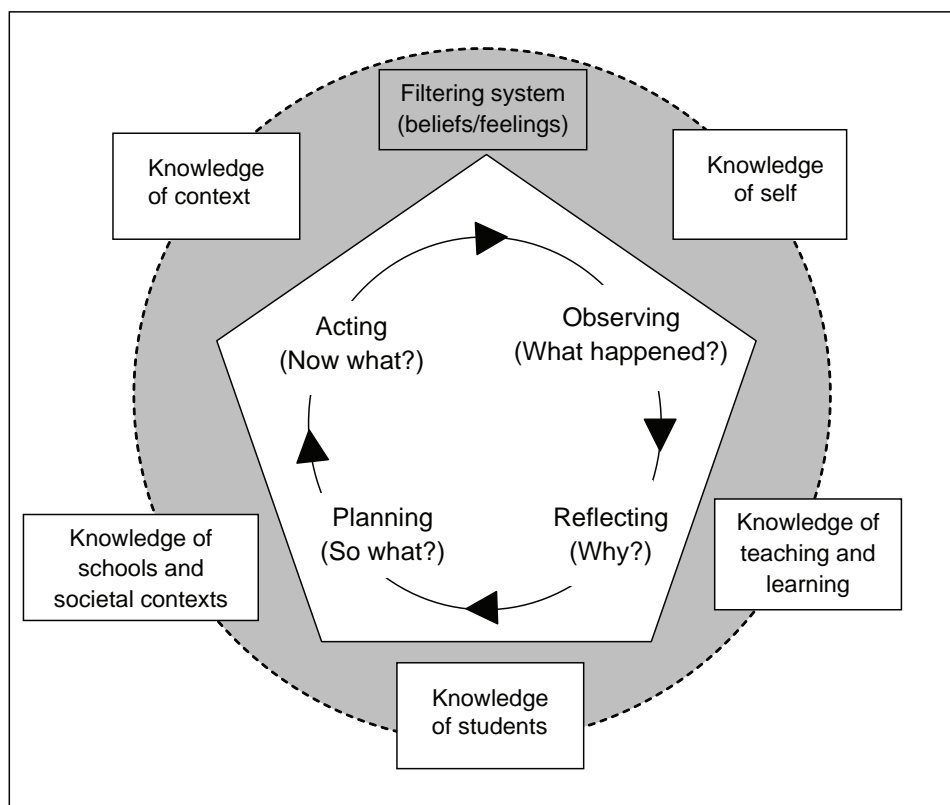 Filtering system
(beliefs/feelings)
Knowledge
of context
Knowledge
of self
Acting
(Now what?)
Observing
(What happened?)
Planning
(So what?)
Reflecting
(Why?)
Knowledge of
schools and
societal contexts
Knowledge of
teaching and
learning
Knowledge
of students